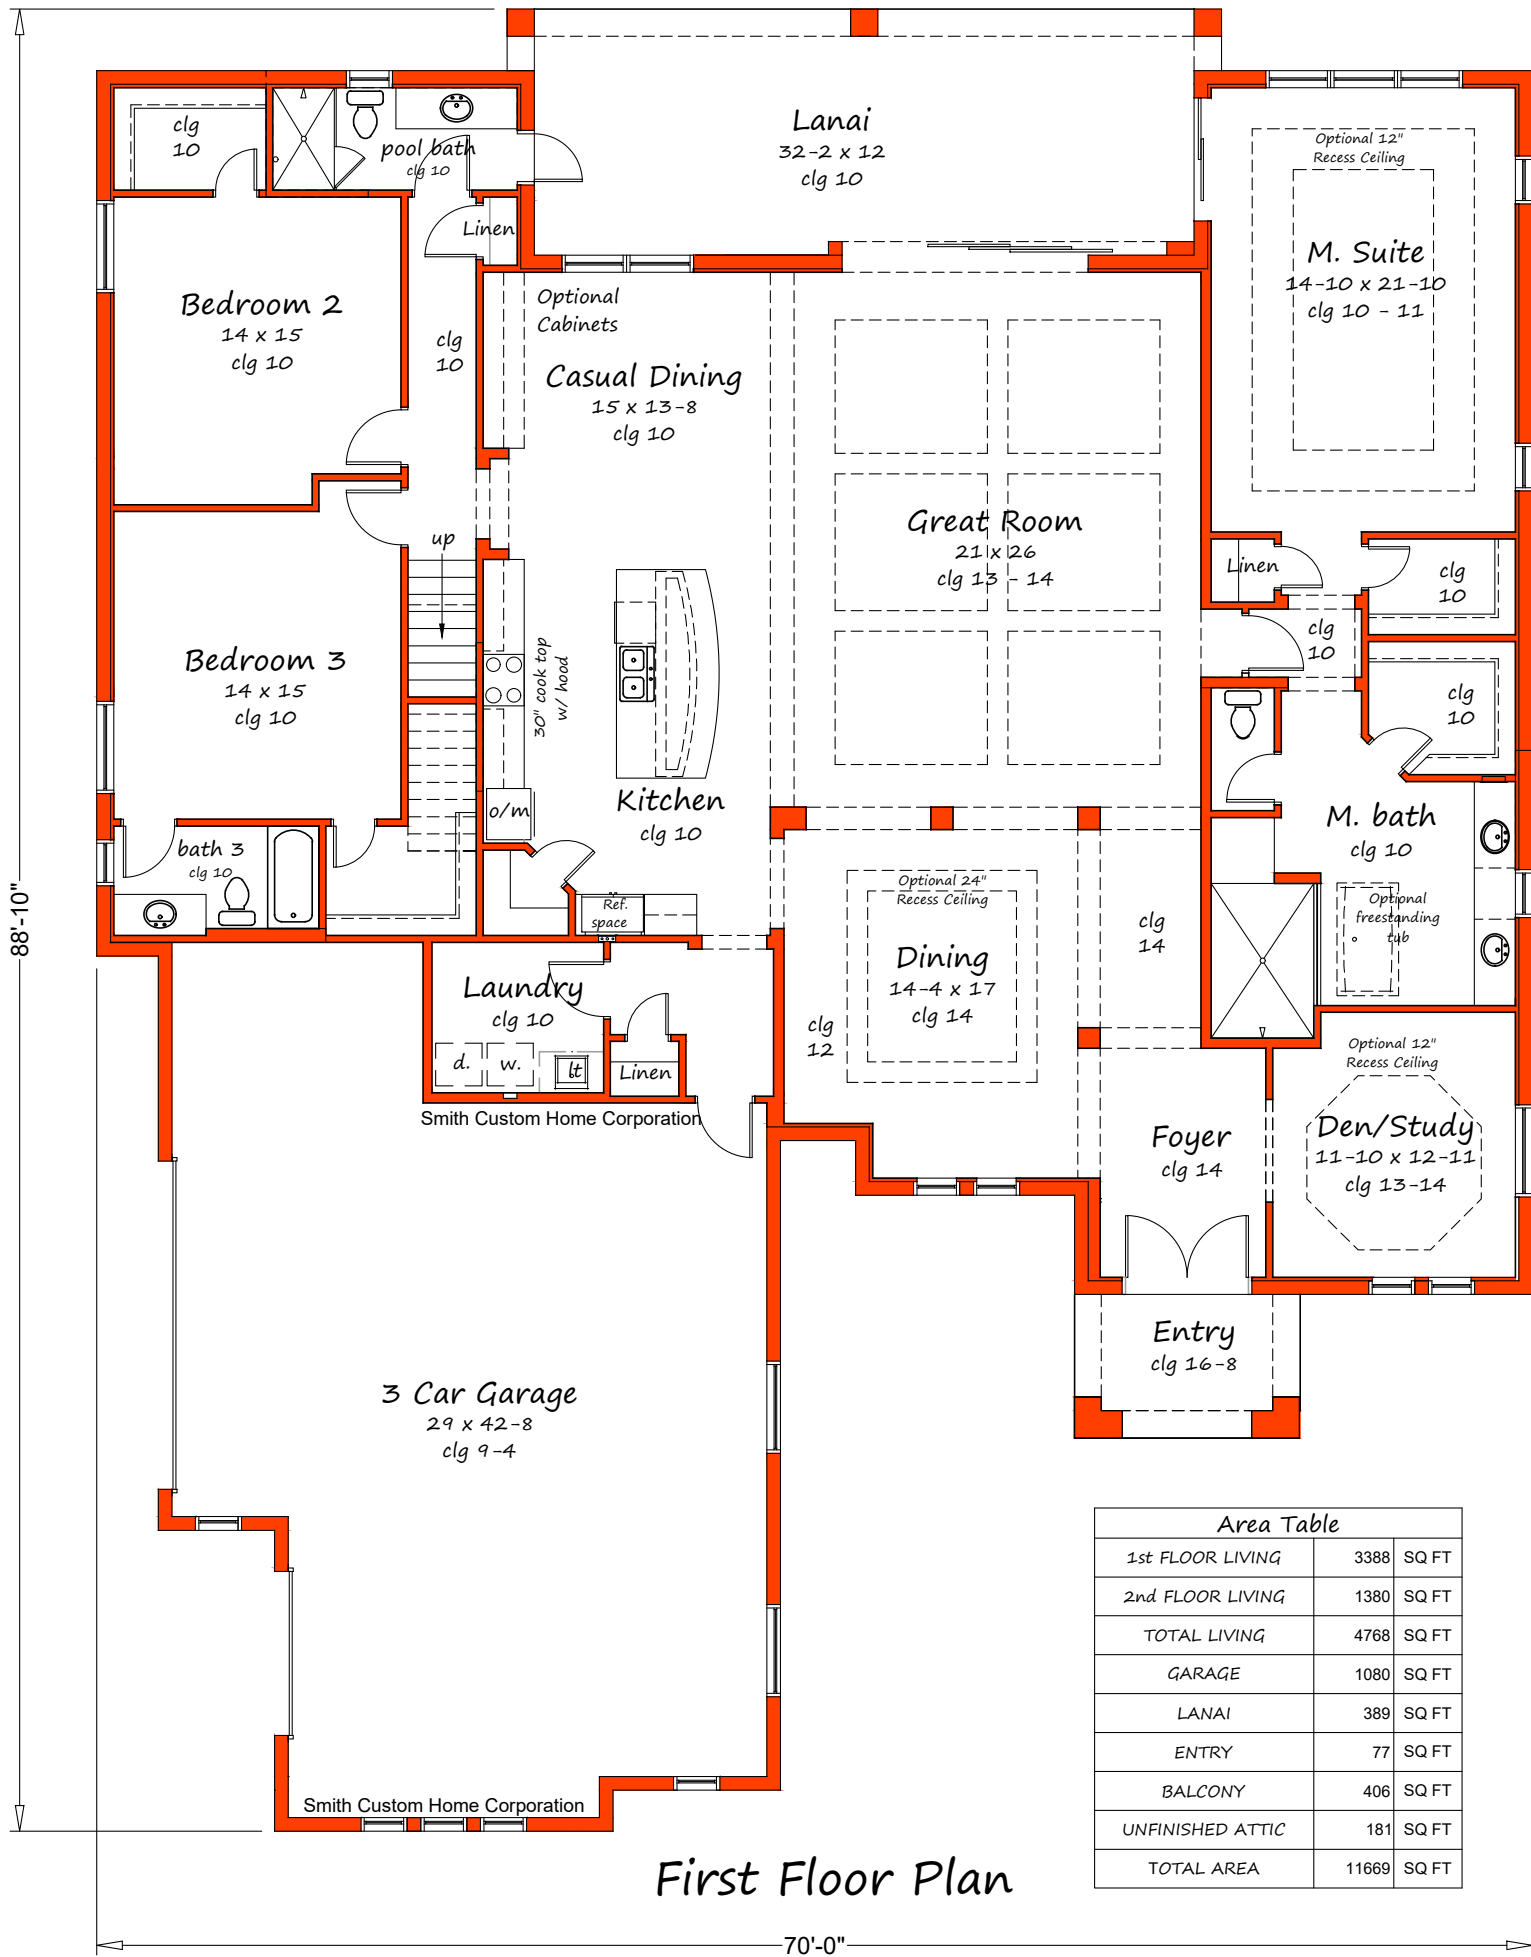 Lanai
32-2 x 12
clg 10
clg
10
pool bath
clg 10
Linen
Optional 12"
Recess Ceiling
M. Suite
14-10 x 21-10
clg 10 - 11
Bedroom 2
14 x 15
clg 10
clg
10
Optional
Cabinets
Casual Dining
15 x 13-8
clg 10
Great Room
21 x 26
clg 13 - 14
up
Linen
clg
10
clg
10
clg
10
Bedroom 3
14 x 15
clg 10
30" cook top
w/ hood
o/m
Kitchen
clg 10
M. bath
clg 10
bath 3
clg 10
Ref.
space
Optional 24"
Recess Ceiling
Dining
14-4 x 17
clg 14
clg
12
clg
14
Optional
freestanding
tub
88'-10"
Laundry
clg 10
d.
w.
lt
Linen
Smith Custom Home Corporation
Foyer
clg 14
Optional 12"
Recess Ceiling
Den/Study
11-10 x 12-11
clg 13-14
Entry
clg 16-8
3 Car Garage
29 x 42-8
clg 9-4
Smith Custom Home Corporation
Area Table
1st FLOOR LIVING 3388 SQ FT
2nd FLOOR LIVING 1380 SQ FT
TOTAL LIVING 4768 SQ FT
GARAGE 1080 SQ FT
LANAI 389 SQ FT
ENTRY 77 SQ FT
BALCONY 406 SQ FT
UNFINISHED ATTIC 181 SQ FT
TOTAL AREA 11669 SQ FT
First Floor Plan
70'-0"